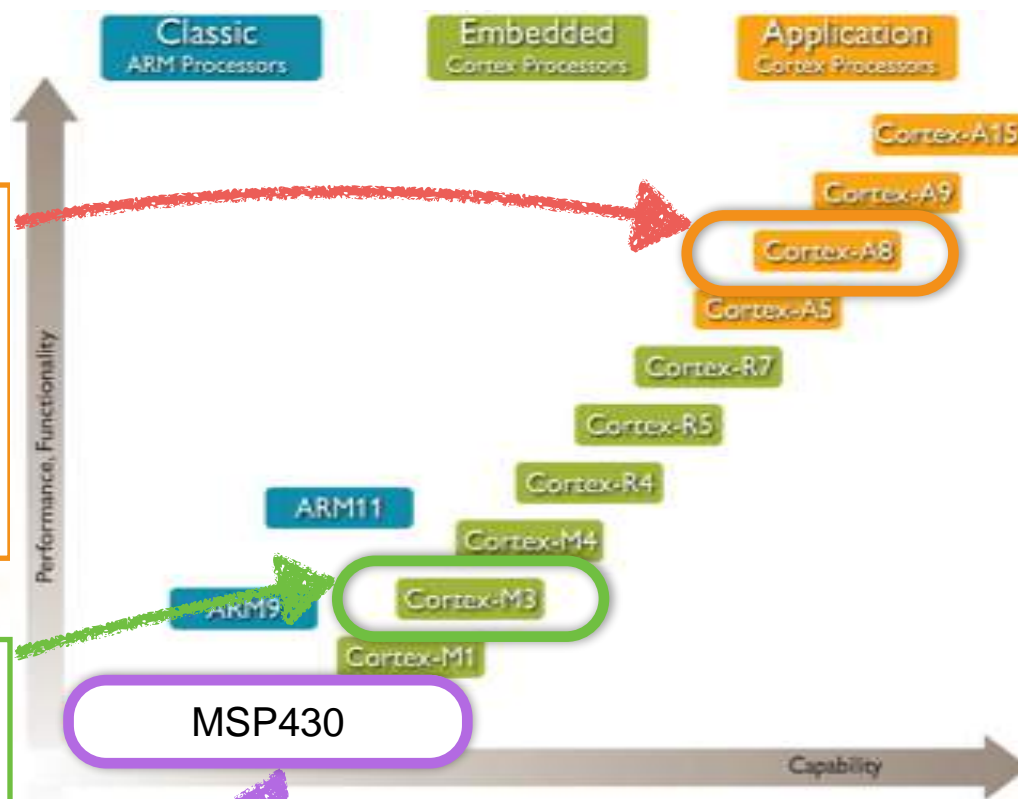 Classic
ARM Processors
Embedded
Cortex Processors
Application
Cortex Processors
Cortex-A15
Cortex-A9
Cortex-A8
Cortex-A5
Cortex-R7
Cortex-R5
Cortex-R4
ARM11
Cortex-M4
Cortex-M3
ARM9
Cortex-M1
MSP430
Performance, Functionality
Capability